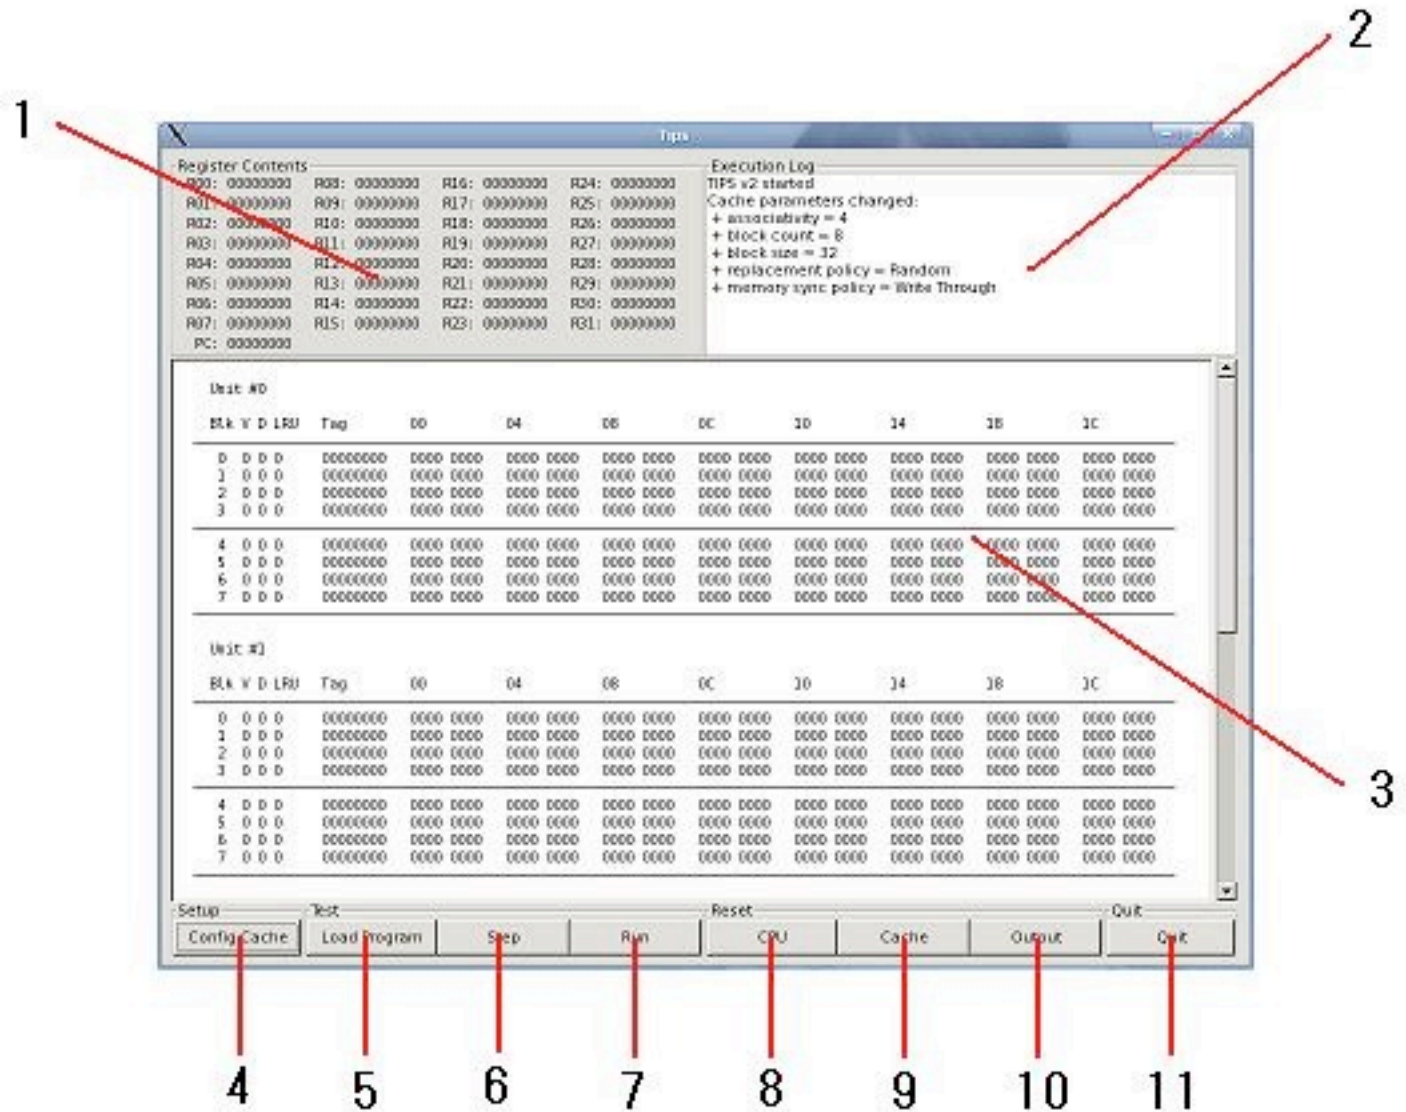 1
2
Tips
Register Contents
Execution Log
R00: 00000000 R08: 00000000 R16: 00000000 R24: 00000000
R01: 00000000 R09: 00000000 R17: 00000000 R25: 00000000
R02: 00000000 R10: 00000000 R18: 00000000 R26: 00000000
R03: 00000000 R11: 00000000 R19: 00000000 R27: 00000000
R04: 00000000 R12: 00000000 R20: 00000000 R28: 00000000
R05: 00000000 R13: 00000000 R21: 00000000 R29: 00000000
R06: 00000000 R14: 00000000 R22: 00000000 R30: 00000000
R07: 00000000 R15: 00000000 R23: 00000000 R31: 00000000
PC: 00000000
TIPS v2 started
Cache parameters changed:
+ associativity = 4
+ block count = 8
+ block size = 32
+ replacement policy = Random
+ memory sync policy = Write Through
Unit #0
Blk V D LRU Tag 00 04 08 0C 10 14 18 1C
0 0 0 0 00000000 0000 0000 0000 0000 0000 0000 0000 0000 0000 0000 0000 0000 0000 0000 0000 0000
1 0 0 0 00000000 0000 0000 0000 0000 0000 0000 0000 0000 0000 0000 0000 0000 0000 0000 0000 0000
2 0 0 0 00000000 0000 0000 0000 0000 0000 0000 0000 0000 0000 0000 0000 0000 0000 0000 0000 0000
3 0 0 0 00000000 0000 0000 0000 0000 0000 0000 0000 0000 0000 0000 0000 0000 0000 0000 0000 0000
4 0 0 0 00000000 0000 0000 0000 0000 0000 0000 0000 0000 0000 0000 0000 0000 0000 0000 0000 0000
5 0 0 0 00000000 0000 0000 0000 0000 0000 0000 0000 0000 0000 0000 0000 0000 0000 0000 0000 0000
6 0 0 0 00000000 0000 0000 0000 0000 0000 0000 0000 0000 0000 0000 0000 0000 0000 0000 0000 0000
7 0 0 0 00000000 0000 0000 0000 0000 0000 0000 0000 0000 0000 0000 0000 0000 0000 0000 0000 0000
Unit #1
Blk V D LRU Tag 00 04 08 0C 10 14 18 1C
0 0 0 0 00000000 0000 0000 0000 0000 0000 0000 0000 0000 0000 0000 0000 0000 0000 0000 0000 0000
1 0 0 0 00000000 0000 0000 0000 0000 0000 0000 0000 0000 0000 0000 0000 0000 0000 0000 0000 0000
2 0 0 0 00000000 0000 0000 0000 0000 0000 0000 0000 0000 0000 0000 0000 0000 0000 0000 0000 0000
3 0 0 0 00000000 0000 0000 0000 0000 0000 0000 0000 0000 0000 0000 0000 0000 0000 0000 0000 0000
3
4 0 0 0 00000000 0000 0000 0000 0000 0000 0000 0000 0000 0000 0000 0000 0000 0000 0000 0000 0000
5 0 0 0 00000000 0000 0000 0000 0000 0000 0000 0000 0000 0000 0000 0000 0000 0000 0000 0000 0000
6 0 0 0 00000000 0000 0000 0000 0000 0000 0000 0000 0000 0000 0000 0000 0000 0000 0000 0000 0000
7 0 0 0 00000000 0000 0000 0000 0000 0000 0000 0000 0000 0000 0000 0000 0000 0000 0000 0000 0000
Setup Test Reset Quit
Config Cache Load Program Step Run CPU Cache Output Quit
4 5 6 7 8 9 10 11